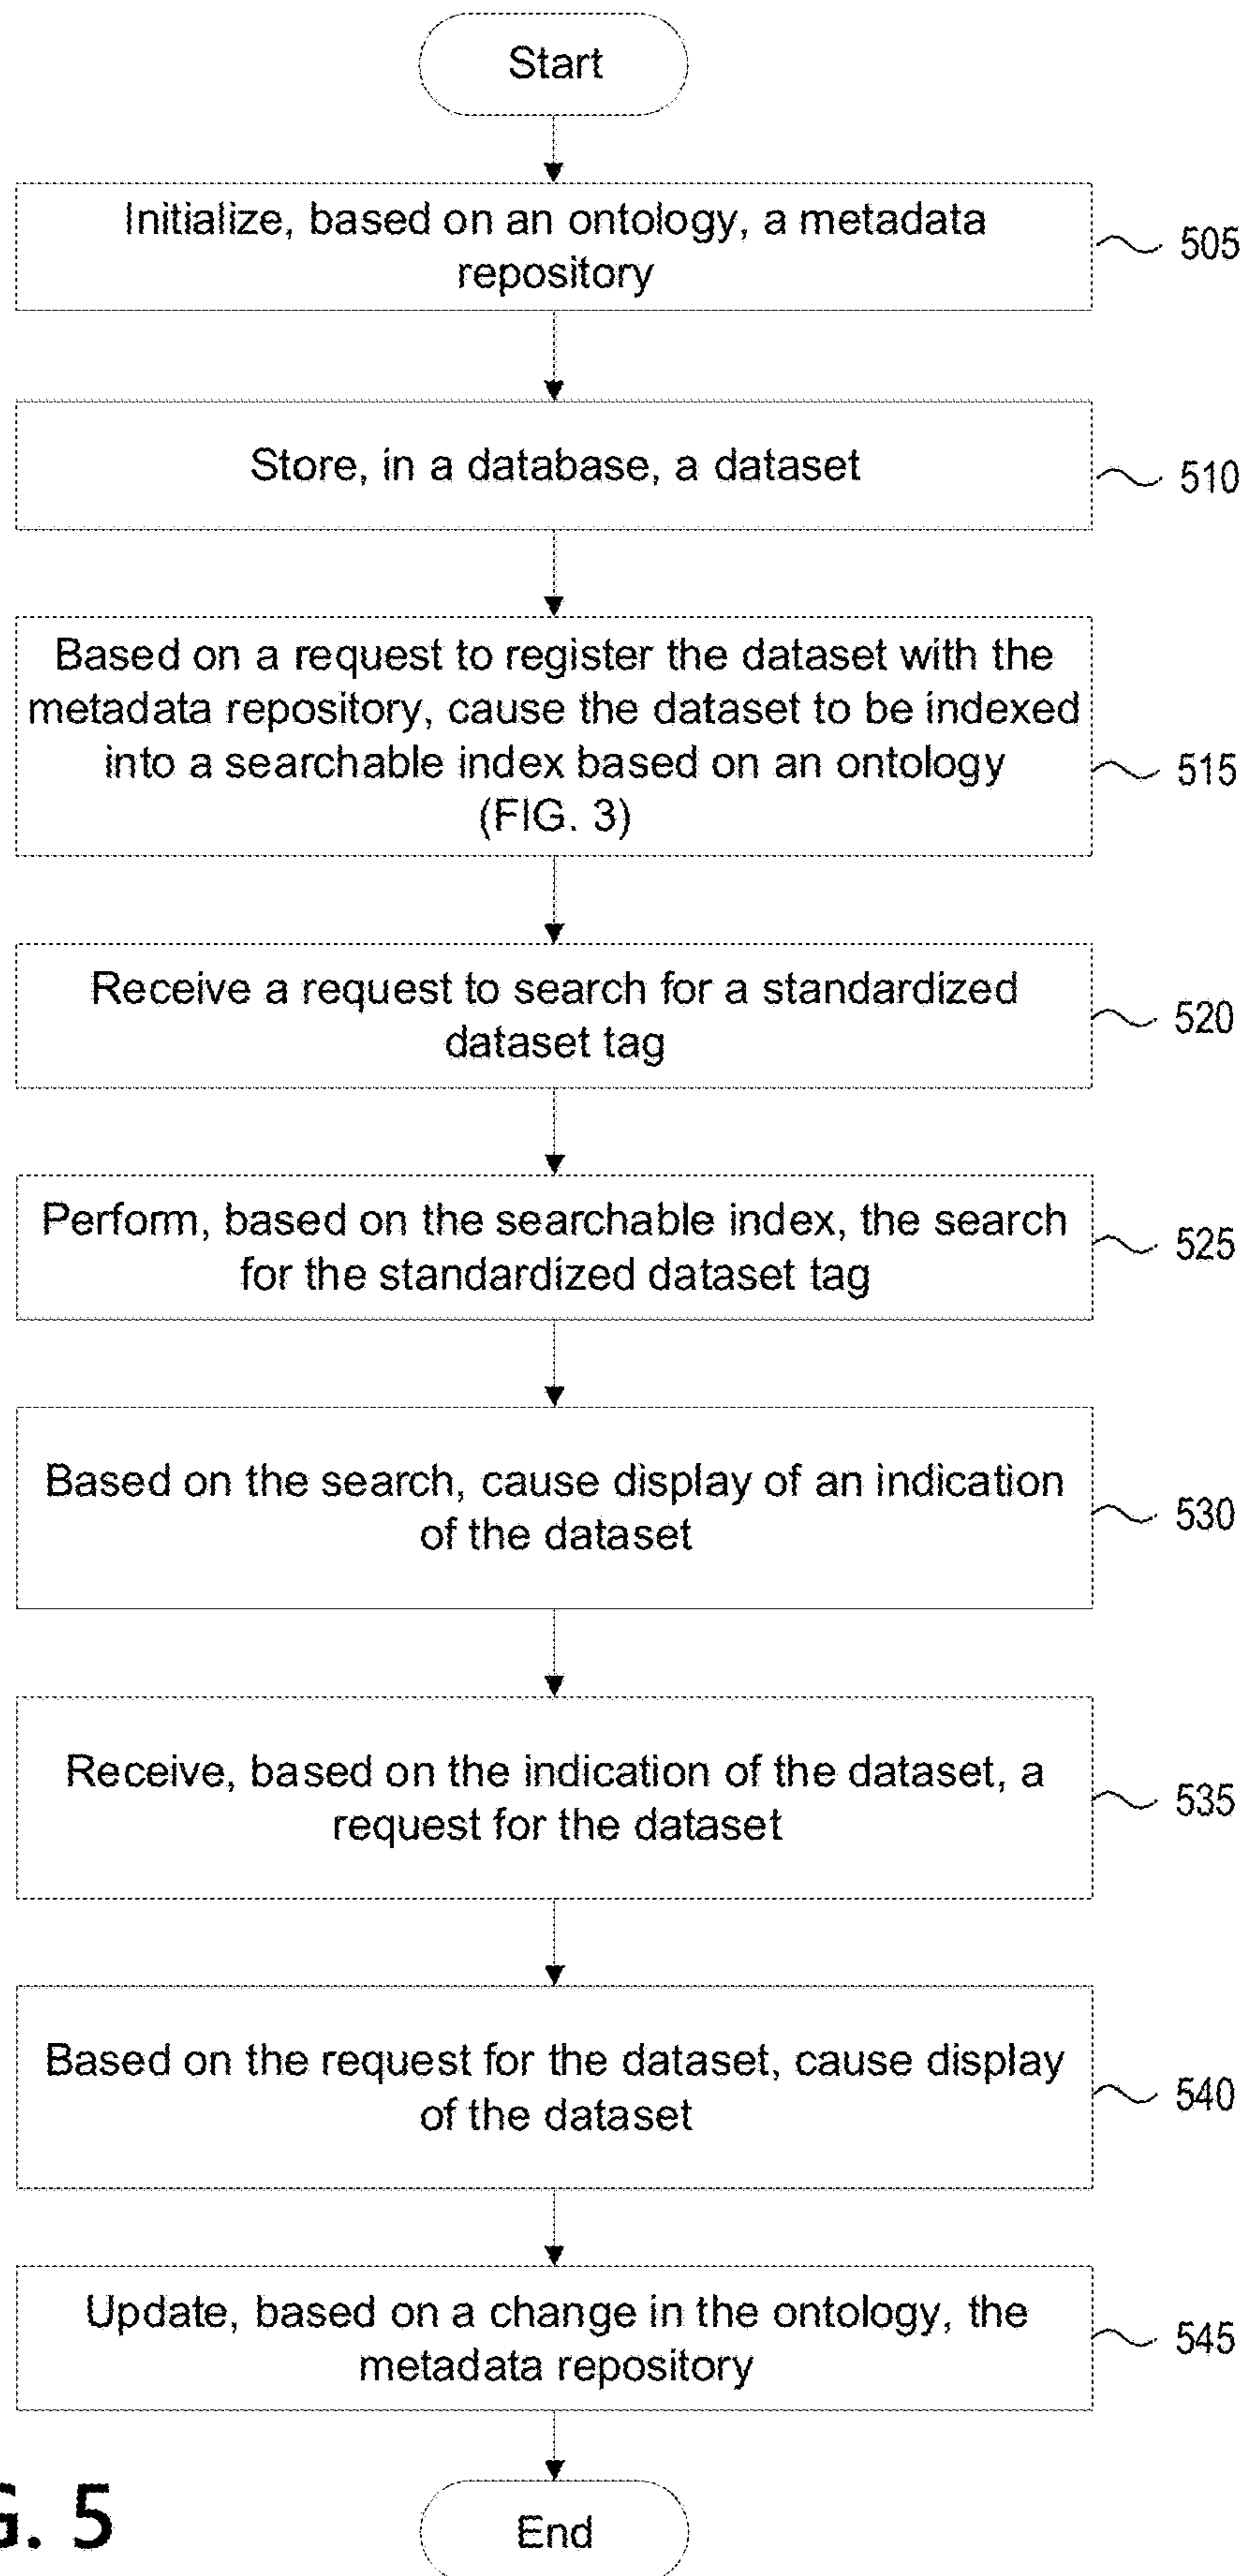 Start
Initialize, based on an ontology, a metadata
repository
505
Store, in a database, a dataset
510
Based on a request to register the dataset with the
metadata repository, cause the dataset to be indexed
into a searchable index based on an ontology
(FIG. 3)
515
Receive a request to search for a standardized
dataset tag
520
Perform, based on the searchable index, the search
for the standardized dataset tag
525
Based on the search, cause display of an indication
of the dataset
530
Receive, based on the indication of the dataset, a
request for the dataset
535
Based on the request for the dataset, cause display
of the dataset
540
Update, based on a change in the ontology, the
metadata repository
545
End
G. 5